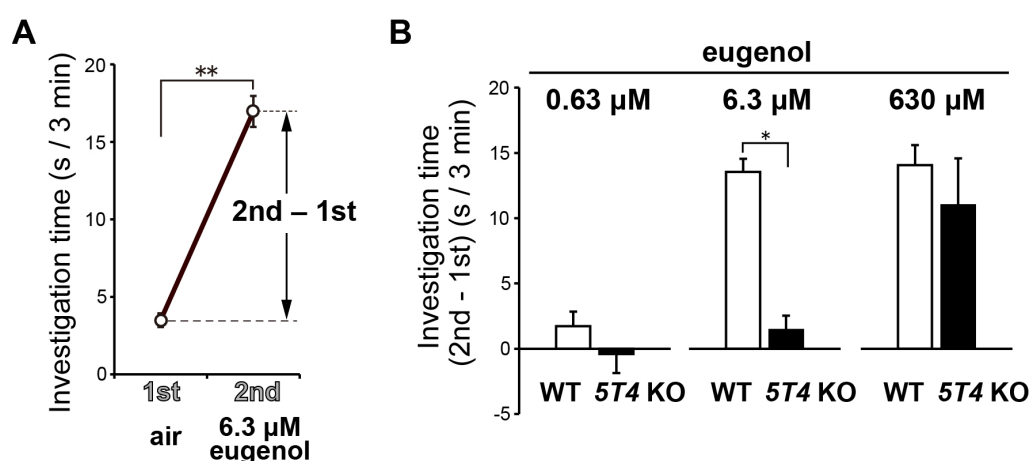 A
Investigation time (s / 3 min)
20
15
10
5
0
**
2nd – 1st
1st
2nd
air
6.3 µM
eugenol
B
eugenol
0.63 µM
6.3 µM
630 µM
Investigation time
(2nd - 1st) (s / 3 min)
20
15
10
5
0
-5
*
WT 5T4 KO
WT 5T4 KO
WT 5T4 KO